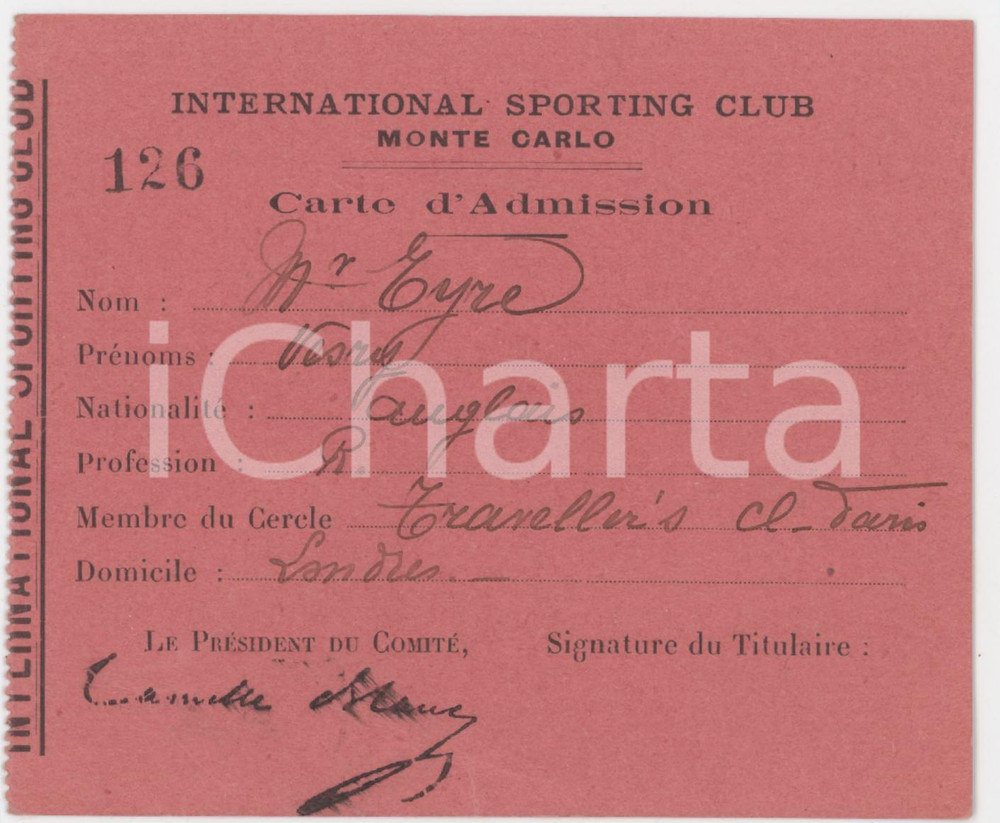 INTERNATIONAL SPORTING CLUB
MONTE CARLO
126
Carte d'Admission
Nom : Mr Eyre
Prénoms :
Nationalité : anglais
Profession : R.
Membre du Cercle Traveller's cl - Paris
Domicile : Londres. —
LE PRÉSIDENT DU COMITÉ,
Signature du Titulaire :
Camille Blanc
INTERNATIONAL SPORTING CLUB
iCharta